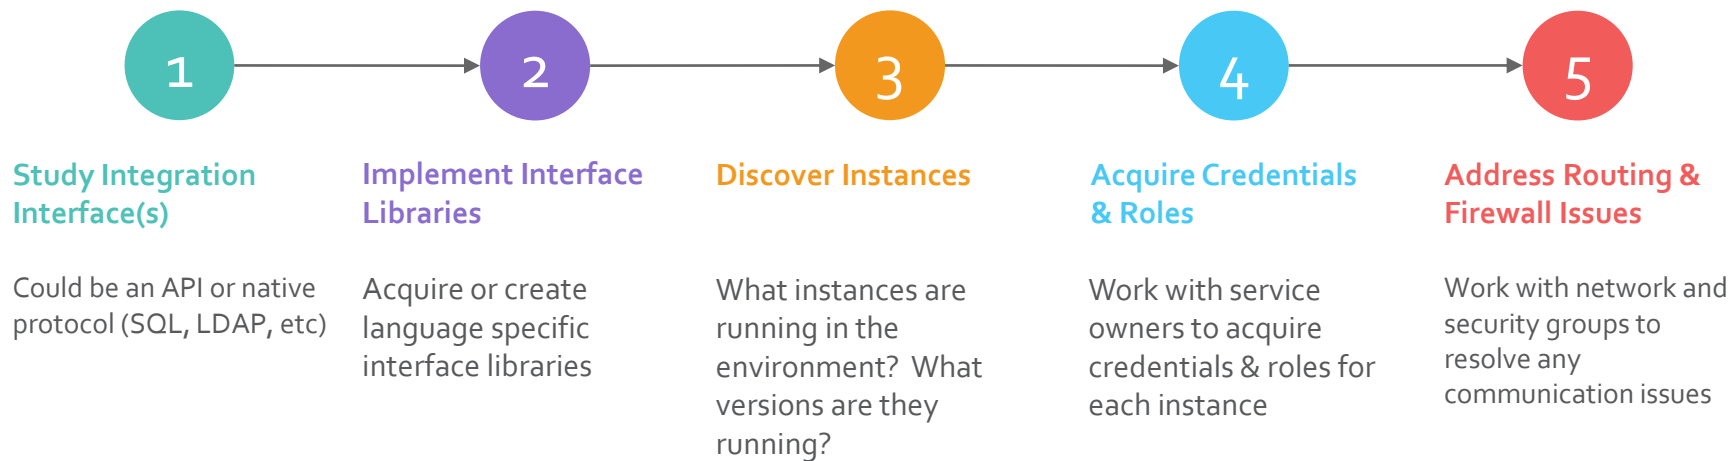 1
2
3
4
5
Study Integration
Interface(s)
Could be an API or native
protocol (SQL, LDAP, etc)
Implement Interface
Libraries
Acquire or create
language specific
interface libraries
Discover Instances
What instances are
running in the
environment? What
versions are they
running?
Acquire Credentials
& Roles
Work with service
owners to acquire
credentials & roles for
each instance
Address Routing &
Firewall Issues
Work with network and
security groups to
resolve any
communication issues